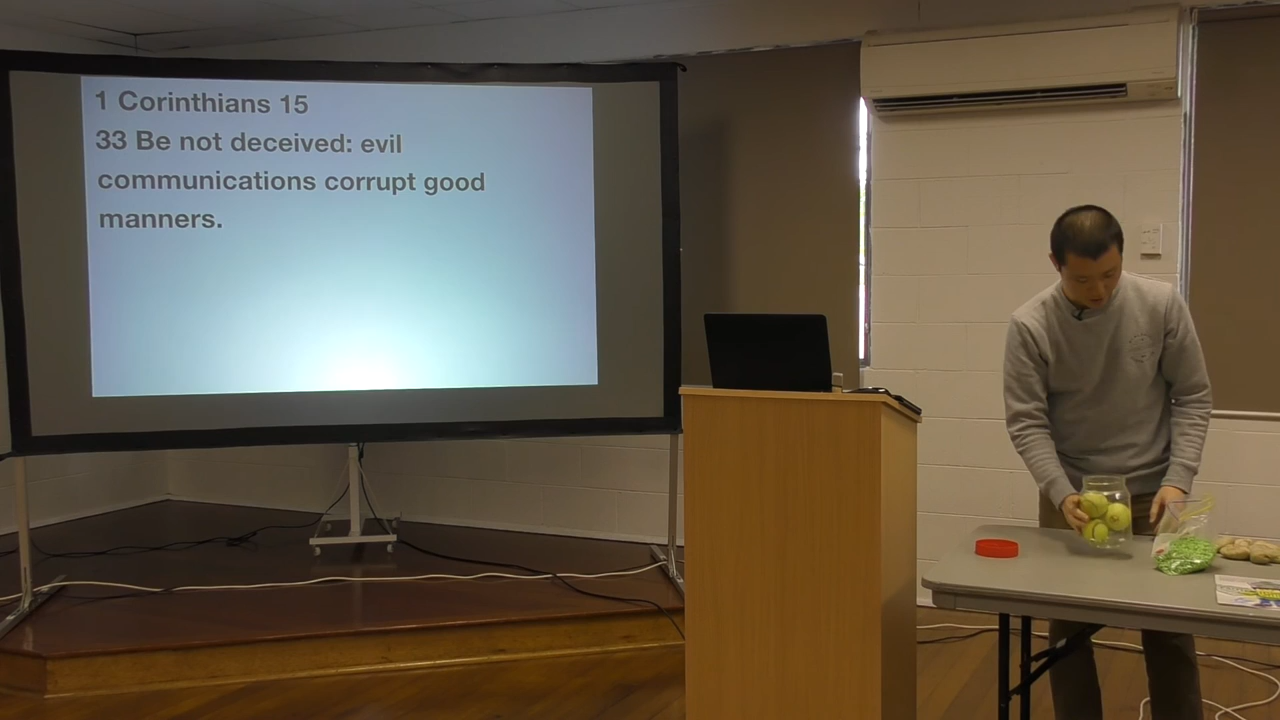 1 Corinthians 15
33 Be not deceived: evil
communications corrupt good
manners.